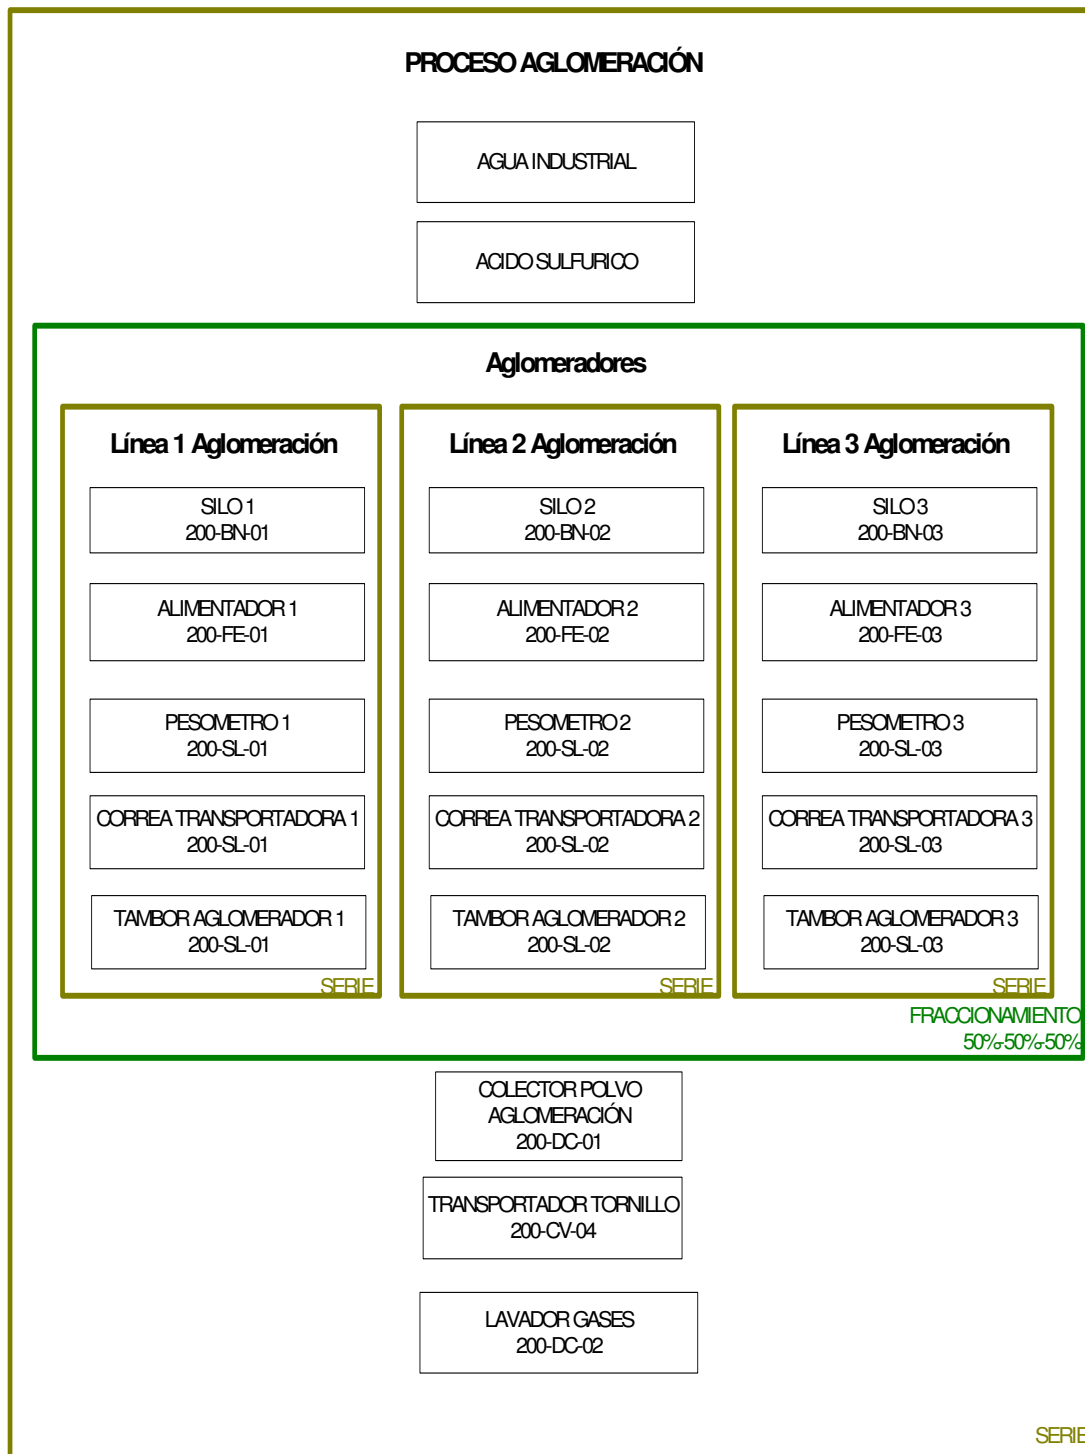 PROCESO AGLOMERACIÓN
AGUA INDUSTRIAL
ACIDO SULFURICO
Aglomeradores
Línea 1 Aglomeración
SILO 1
200-BN-01
ALIMENTADOR 1
200-FE-01
PESOMETRO 1
200-SL-01
CORREA TRANSPORTADORA 1
200-SL-01
TAMBOR AGLOMERADOR 1
200-SL-01
SERIE
Línea 2 Aglomeración
SILO 2
200-BN-02
ALIMENTADOR 2
200-FE-02
PESOMETRO 2
200-SL-02
CORREA TRANSPORTADORA 2
200-SL-02
TAMBOR AGLOMERADOR 2
200-SL-02
SERIE
Línea 3 Aglomeración
SILO 3
200-BN-03
ALIMENTADOR 3
200-FE-03
PESOMETRO 3
200-SL-03
CORREA TRANSPORTADORA 3
200-SL-03
TAMBOR AGLOMERADOR 3
200-SL-03
SERIE
FRACCIONAMIENTO
50%-50%-50%
COLECTOR POLVO
AGLOMERACIÓN
200-DC-01
TRANSPORTADOR TORNILLO
200-CV-04
LAVADOR GASES
200-DC-02
SERIE